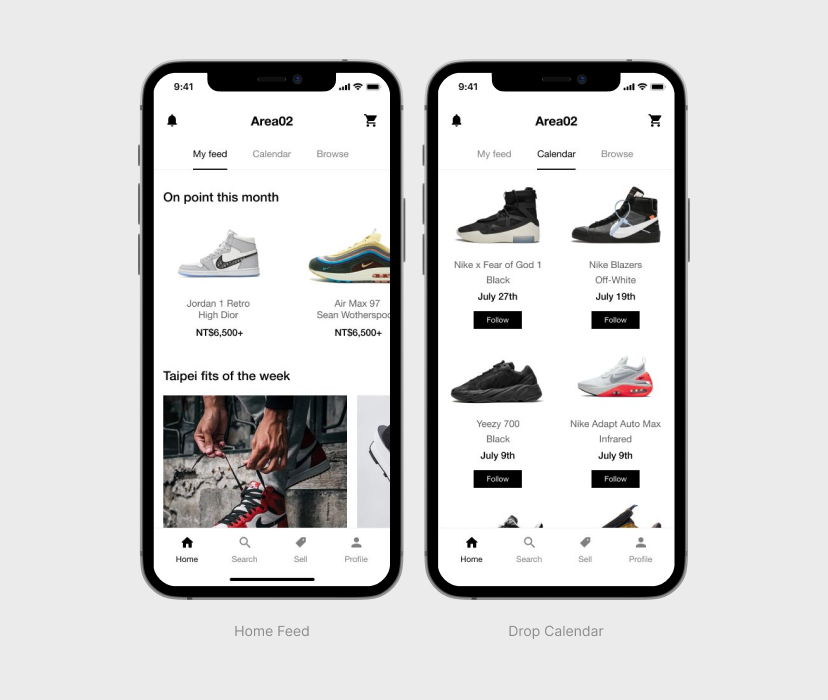 9:41
Area02
My feed Calendar Browse
On point this month
Jordan 1 Retro
High Dior
NT$6,500+
Air Max 97
Sean Wotherspoo
NT$6,500+
Taipei fits of the week
Home Search Sell Profile
Home Feed
9:41
Area02
My feed Calendar Browse
Nike x Fear of God 1
Black
July 27th
Follow
Nike Blazers
Off-White
July 19th
Follow
Yeezy 700
Black
July 9th
Follow
Nike Adapt Auto Max
Infrared
July 9th
Follow
Home Search Sell Profile
Drop Calendar